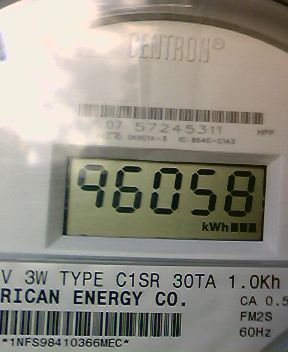 CENTRON®
07 57245311 HPP
96058
kWh
V 3W TYPE C1SR 30TA 1.0Kh
RICAN ENERGY CO. CA 0.5
FM2S
60Hz
*1NFS98410366MEC*